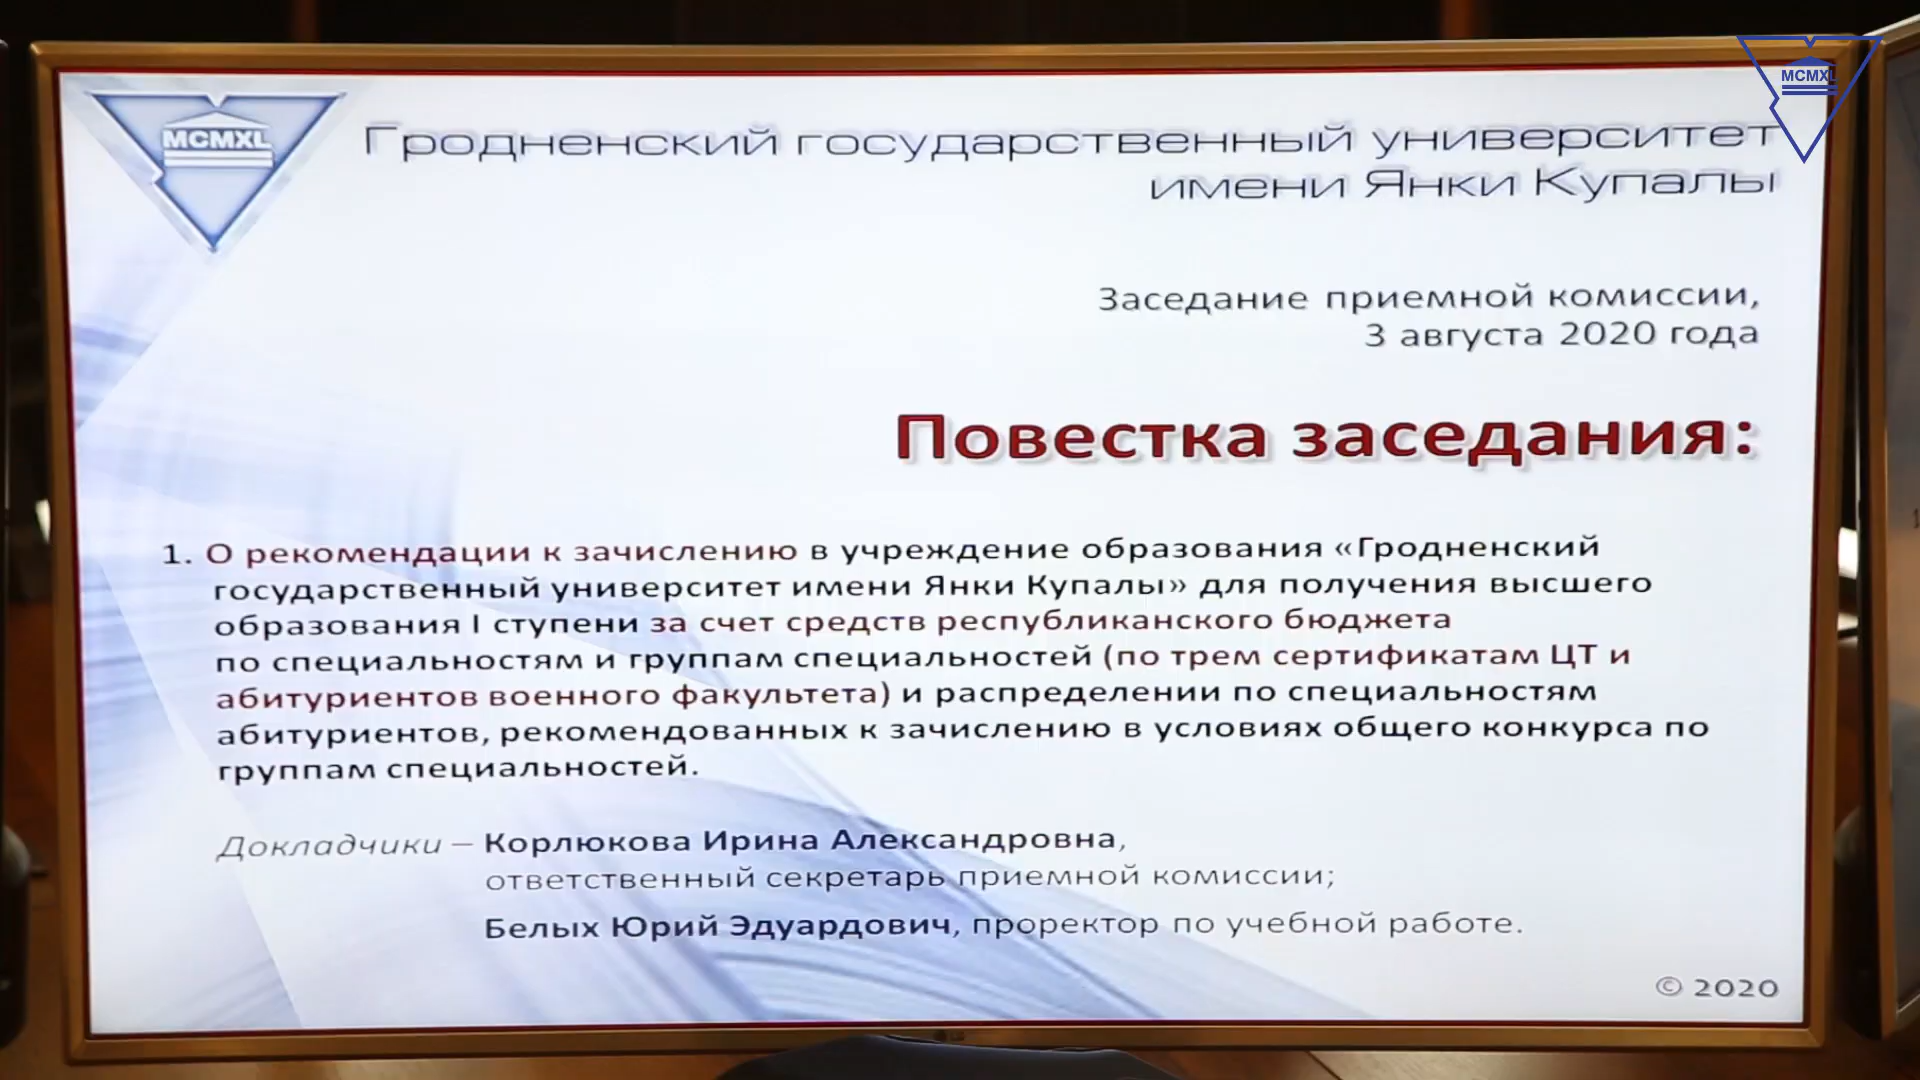 MCMXL
MCMXL
Гродненский государственный университет
имени Янки Купалы
Заседание приемной комиссии,
3 августа 2020 года
Повестка заседания:
1. О рекомендации к зачислению в учреждение образования «Гродненский
государственный университет имени Янки Купалы» для получения высшего
образования I ступени за счет средств республиканского бюджета
по специальностям и группам специальностей (по трем сертификатам ЦТ и
абитуриентов военного факультета) и распределении по специальностям
абитуриентов, рекомендованных к зачислению в условиях общего конкурса по
группам специальностей.
Докладчики – Корлюкова Ирина Александровна,
ответственный секретарь приемной комиссии;
Белых Юрий Эдуардович, проректор по учебной работе.
© 2020